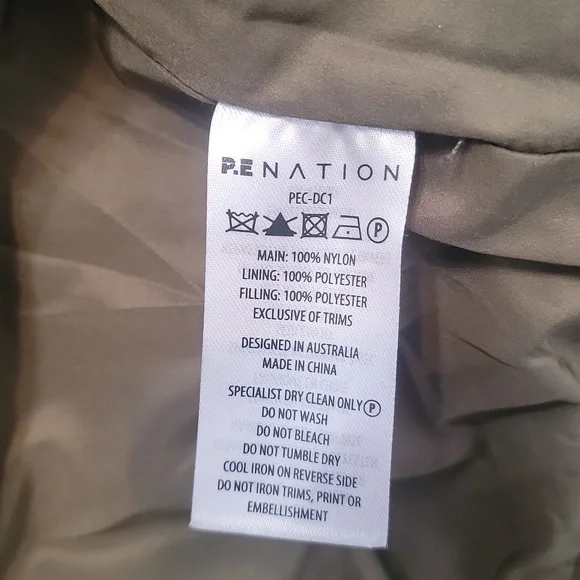 P.E NATION
PEC-DC1
P
MAIN: 100% NYLON
LINING: 100% POLYESTER
FILLING: 100% POLYESTER
EXCLUSIVE OF TRIMS
DESIGNED IN AUSTRALIA
MADE IN CHINA
SPECIALIST DRY CLEAN ONLY P
DO NOT WASH
DO NOT BLEACH
DO NOT TUMBLE DRY
COOL IRON ON REVERSE SIDE
DO NOT IRON TRIMS, PRINT OR
EMBELLISHMENT